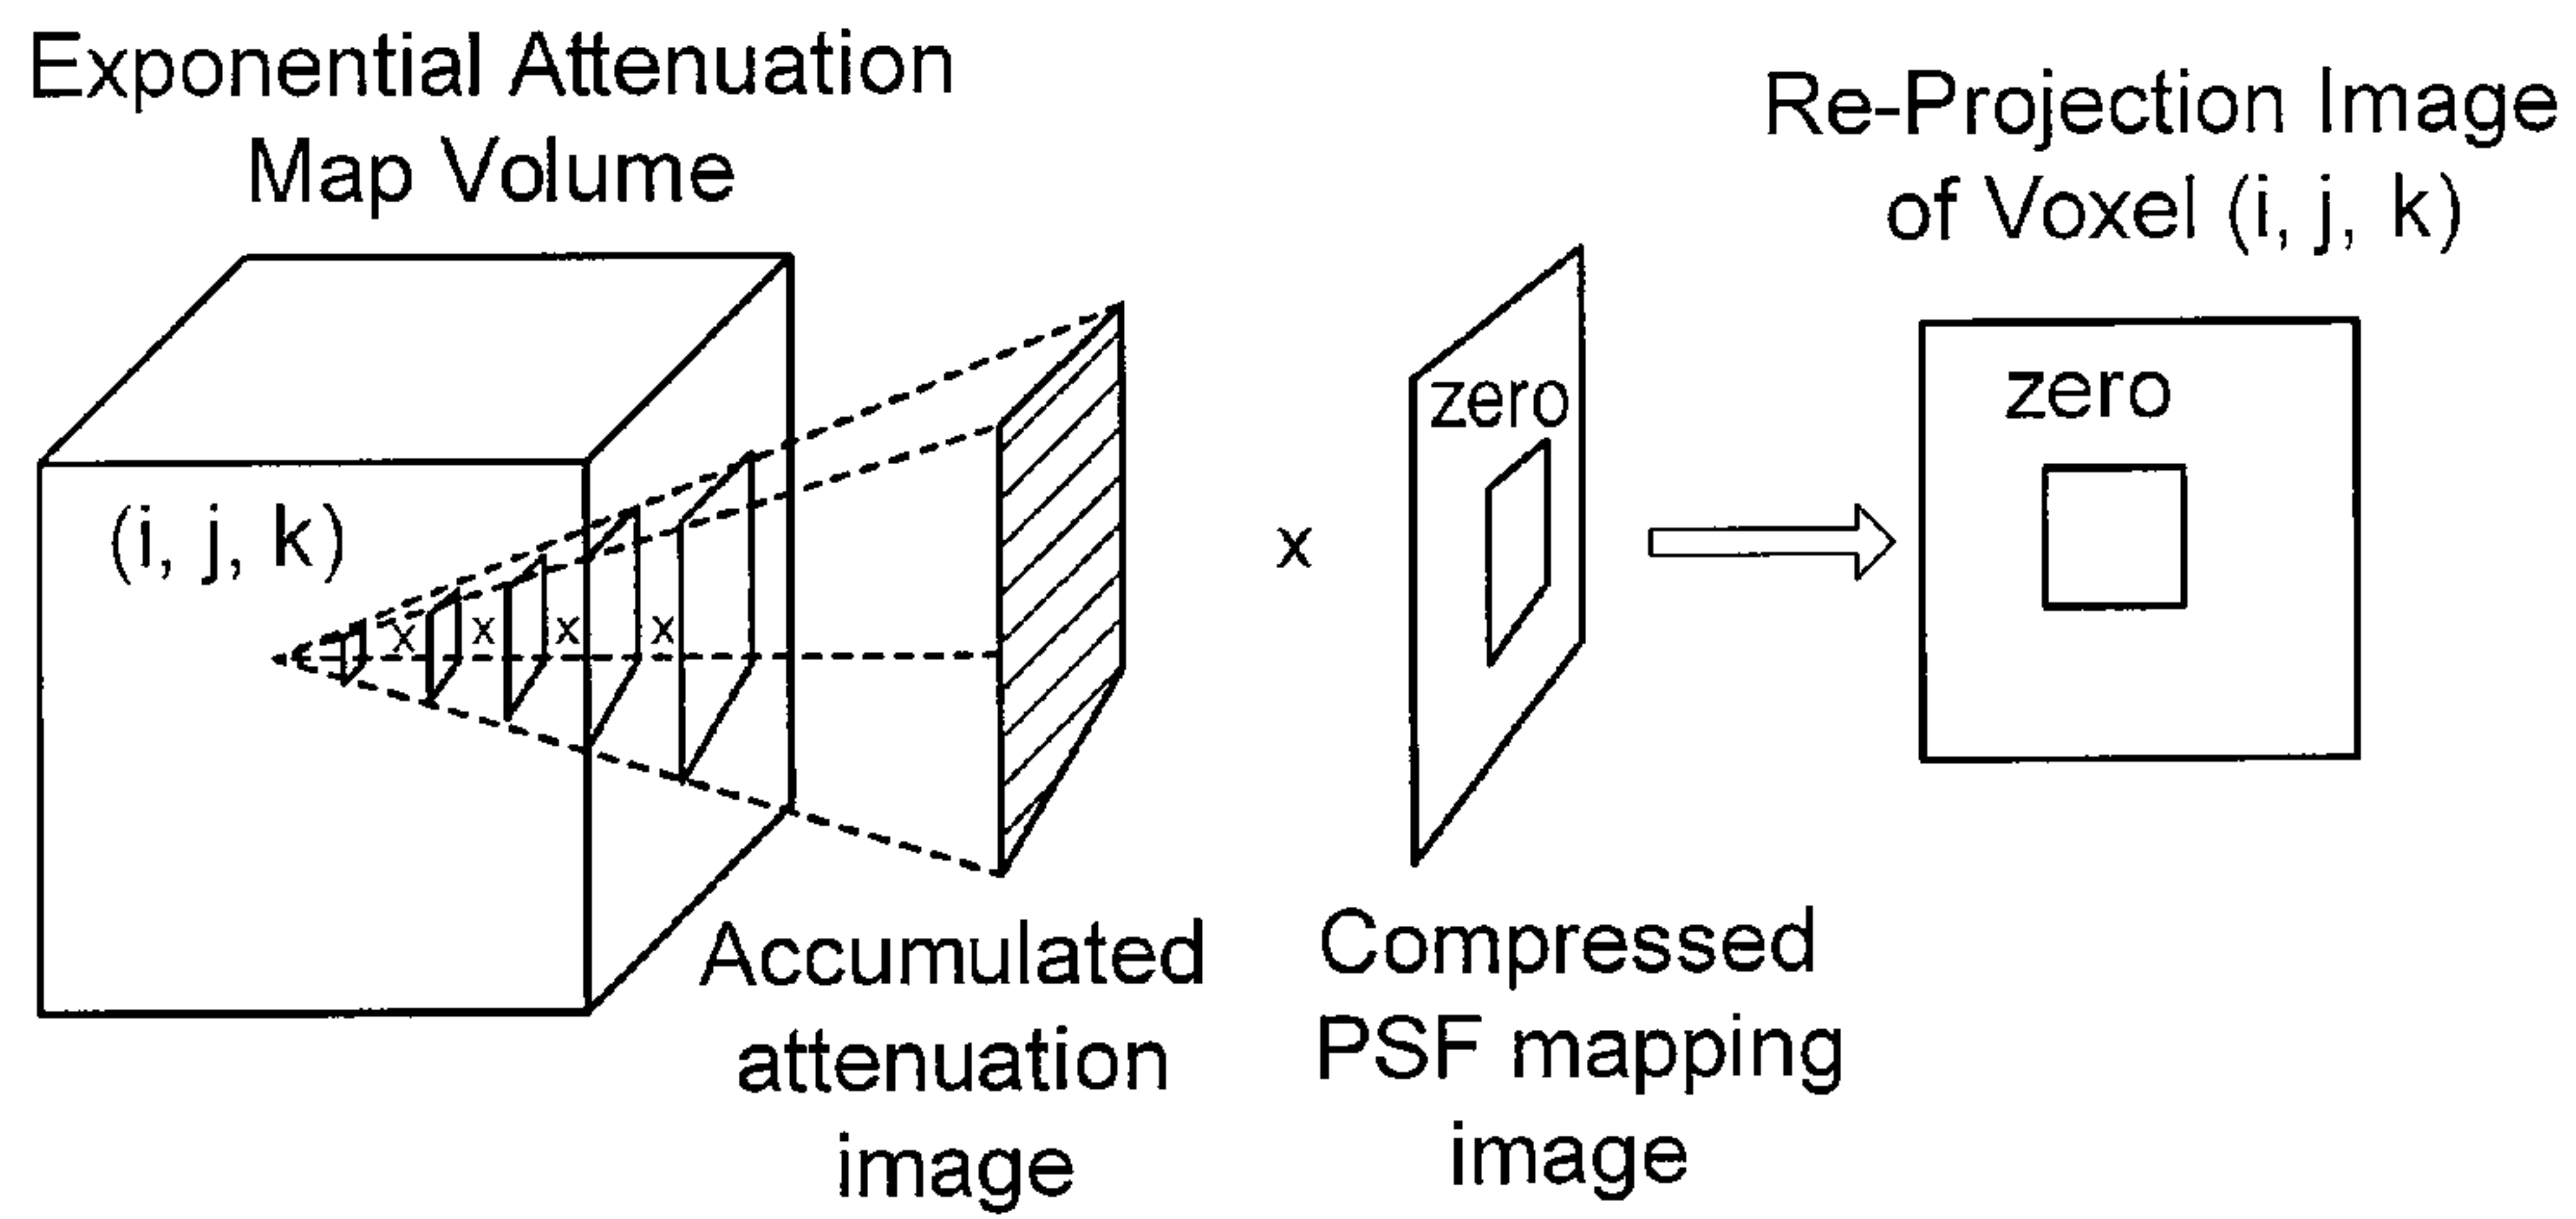 Exponential Attenuation
Map Volume
Re-Projection Image
of Voxel (i, j, k)
(i, j, k)
x x x x
x
zero
zero
Accumulated
attenuation
image
Compressed
PSF mapping
image